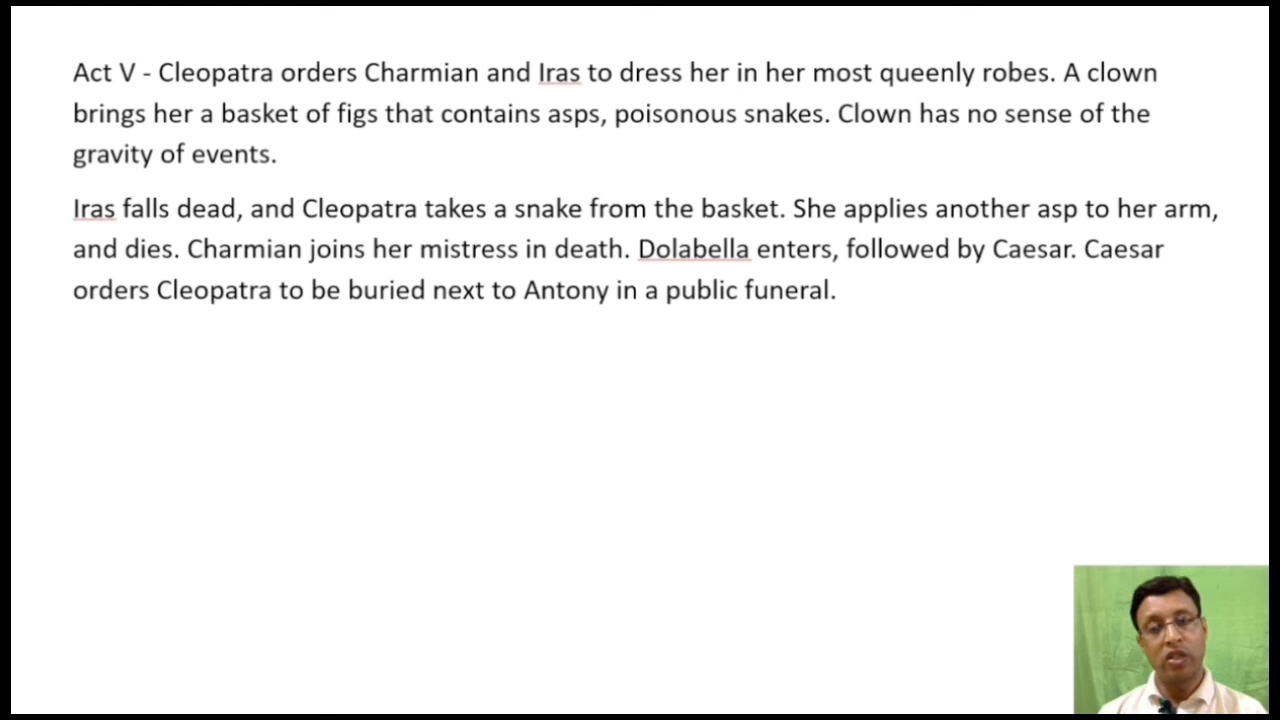 Act V - Cleopatra orders Charmian and Iras to dress her in her most queenly robes. A clown
brings her a basket of figs that contains asps, poisonous snakes. Clown has no sense of the
gravity of events.
Iras falls dead, and Cleopatra takes a snake from the basket. She applies another asp to her arm,
and dies. Charmian joins her mistress in death. Dolabella enters, followed by Caesar. Caesar
orders Cleopatra to be buried next to Antony in a public funeral.